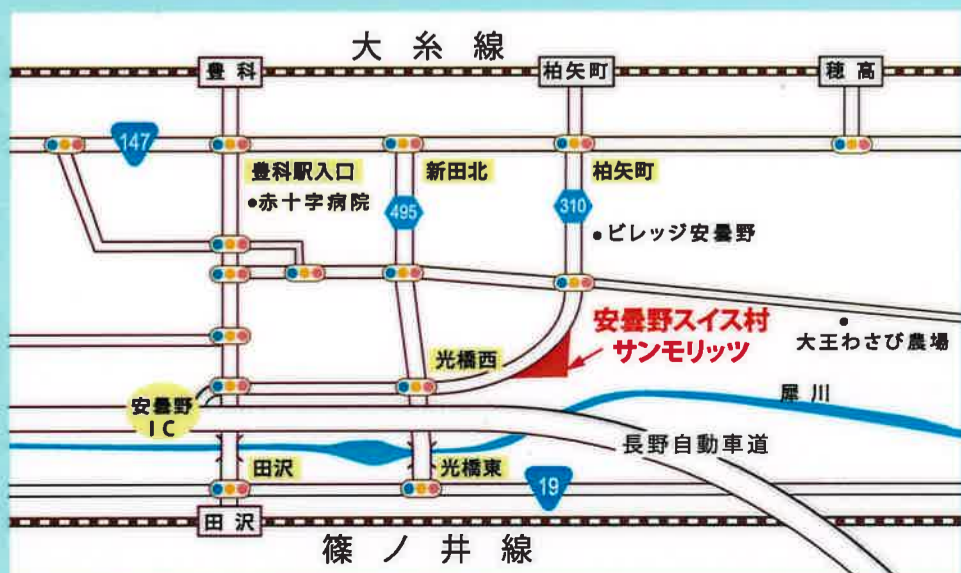 大糸線
豊科
柏矢町
穂高
147
豊科駅入口
新田北
柏矢町
●赤十字病院
495
310
●ビレッジ安曇野
安曇野スイス村
サンモリッツ
大王わさび農場
光橋西
犀川
安曇野
IC
長野自動車道
田沢
光橋東
19
田沢
篠ノ井線